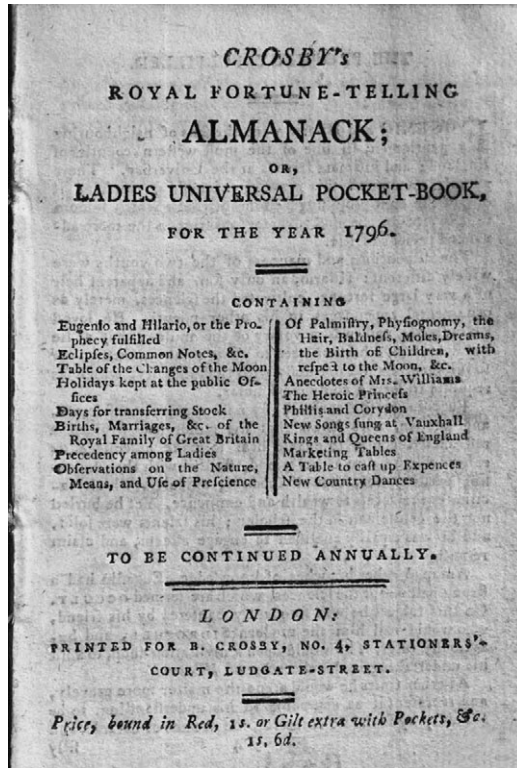 CROSBY's
ROYAL FORTUNE-TELLING
ALMANACK;
OR,
LADIES UNIVERSAL POCKET-BOOK,
FOR THE YEAR 1796.
CONTAINING
Eugenio and Hilario, or the Pro-
phecy fulfilled
Eclipſes, Common Notes, &c.
Table of the Changes of the Moon
Holidays kept at the public Of-
fices
Days for transferring Stock
Births, Marriages, &c. of the
Royal Family of Great Britain
Precedency among Ladies
Obſervations on the Nature,
Means, and Uſe of Preſcience
Of Palmiſtry, Phyſiognomy, the
Hair, Baldneſs, Moles, Dreams,
the Birth of Children, with
reſpect to the Moon, &c.
Anecdotes of Mrs. Williams
The Heroic Princeſs
Phillis and Corydon
New Songs ſung at Vauxhall
Kings and Queens of England
Marketing Tables
A Table to caſt up Expences
New Country Dances
TO BE CONTINUED ANNUALLY.
LONDON:
PRINTED FOR B. CROSBY, NO. 4, STATIONERS'-
COURT, LUDGATE-STREET.
Price, bound in Red, 1s. or Gilt extra with Pockets, &c.
1s. 6d.